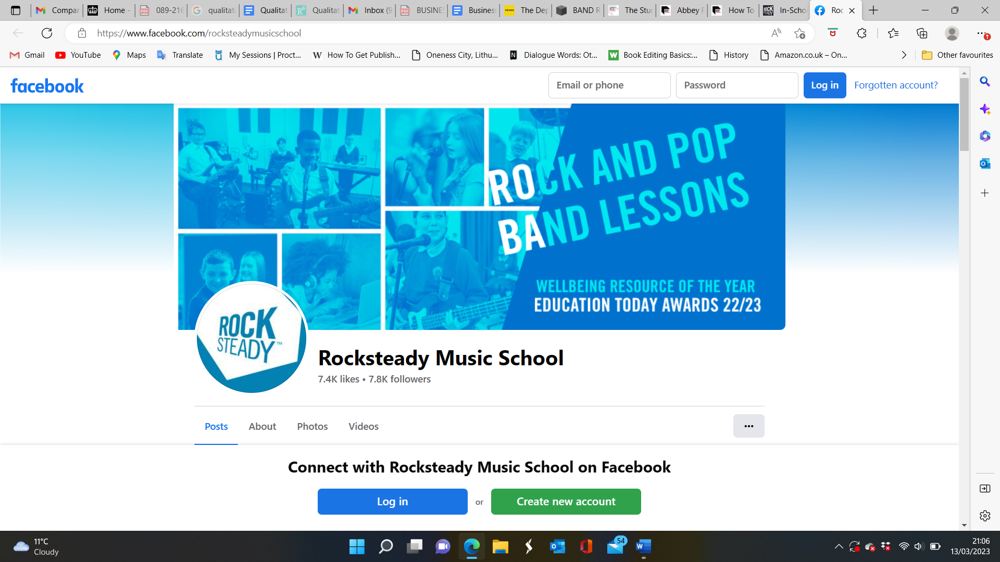 Compar
Home -
089-216
qualitati
Qualitat
Qualitat
Inbox (9
BUSINES
Business
The Dep
BAND R
The Stu
Abbey R
How To
In-Scho
Roc
https://www.facebook.com/rocksteadymusicschool
Gmail
YouTube
Maps
Translate
My Sessions | Proct...
How To Get Publish...
Oneness City, Lithu...
Dialogue Words: Ot...
Book Editing Basics:...
History
Amazon.co.uk – On...
Other favourites
facebook
Email or phone
Password
Log in
Forgotten account?
ROCK AND POP
BAND LESSONS
WELLBEING RESOURCE OF THE YEAR
EDUCATION TODAY AWARDS 22/23
ROCK
STEADY™
Rocksteady Music School
7.4K likes • 7.8K followers
Posts
About
Photos
Videos
Connect with Rocksteady Music School on Facebook
Log in
or
Create new account
11°C
Cloudy
54
21:06
13/03/2023